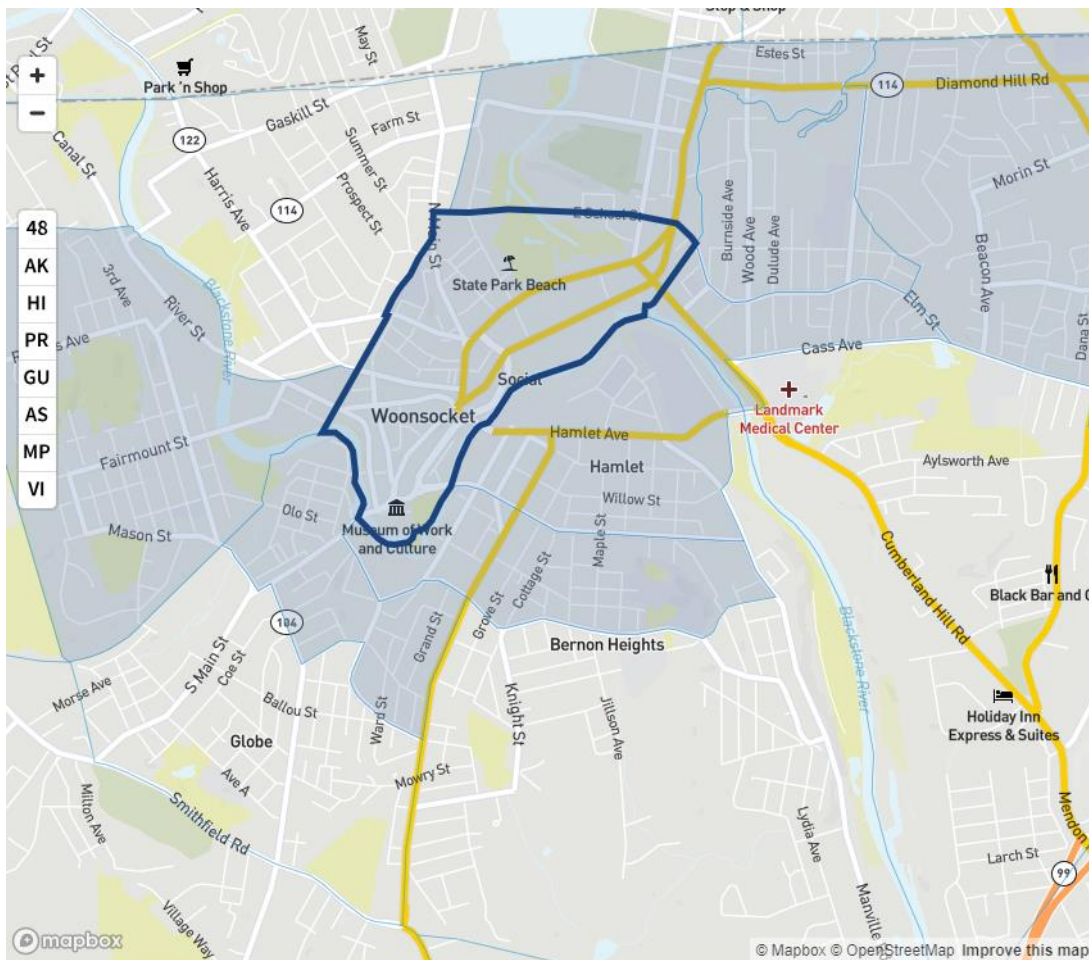 Stop & Shop
Estes St
Park 'n Shop
May St
114
Diamond Hill Rd
Gaskill St
Farm St
122
Canal St
Summer St
Harris Ave
Prospect St
114
Morin St
N Main St
E School St
Burnside Ave
Wood Ave
Dulude Ave
Beacon Ave
48
AK
HI
PR
GU
AS
MP
VI
3rd Ave
River St
Blackstone River
State Park Beach
Elm St
Dana St
Cass Ave
Social
Woonsocket
Landmark
Medical Center
Hamlet Ave
Fairmount St
Hamlet
Aylsworth Ave
Willow St
Olo St
Mason St
Museum of Work
and Culture
Maple St
Cottage St
Cumberland Hill Rd
Black Bar and G
Grove St
Grand St
104
Bernon Heights
Blackstone River
S Main St
Coe St
Morse Ave
Ballou St
Ward St
Knight St
Jillson Ave
Holiday Inn
Express & Suites
Globe
Ave A
Mowry St
Milton Ave
Smithfield Rd
Mendon
Lydia Ave
Larch St
99
Village Way
Manville
mapbox
© Mapbox © OpenStreetMap Improve this map